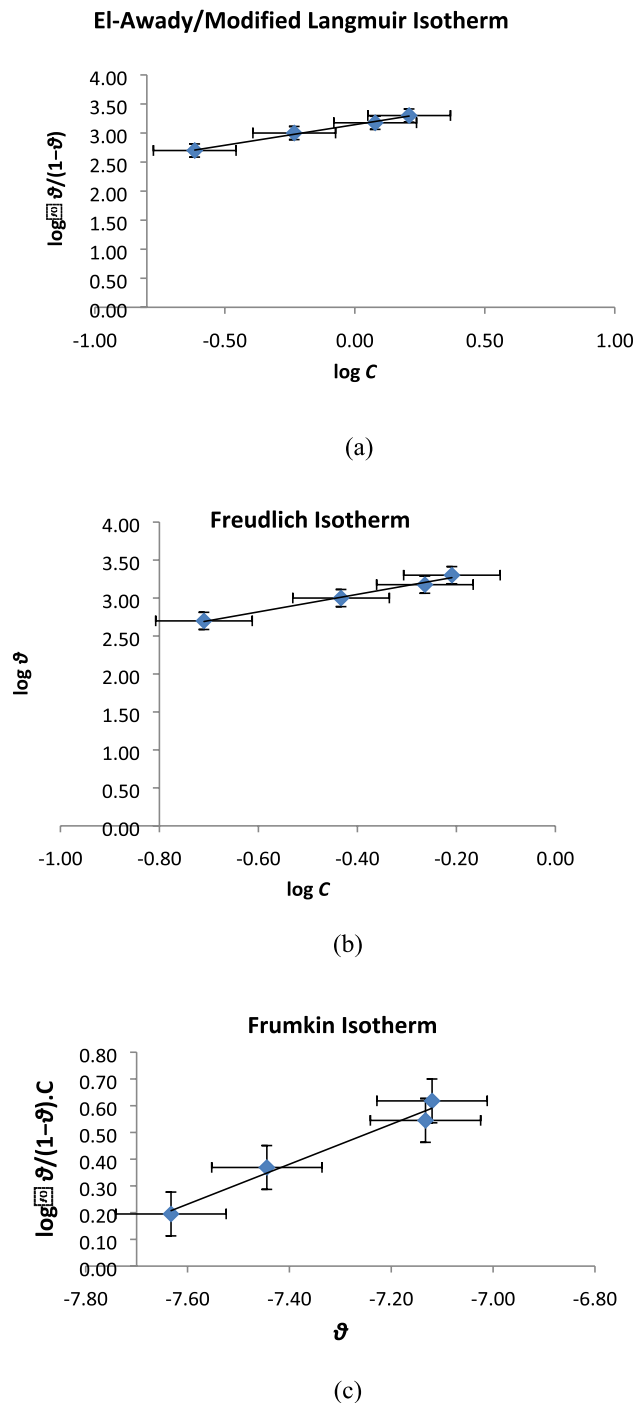 El-Awady/Modified Langmuir Isotherm
4.00
3.50
3.00
2.50
2.00
1.50
1.00
0.50
0.00
-1.00 -0.50 0.00 0.50 1.00
log ϑ/(1−ϑ)
log C
(a)
Freudlich Isotherm
4.00
3.50
3.00
2.50
2.00
1.50
1.00
0.50
0.00
-1.00 -0.80 -0.60 -0.40 -0.20 0.00
log ϑ
log C
(b)
Frumkin Isotherm
0.80
0.70
0.60
0.50
0.40
0.30
0.20
0.10
0.00
-7.80 -7.60 -7.40 -7.20 -7.00 -6.80
log ϑ/(1−ϑ).C
ϑ
(c)